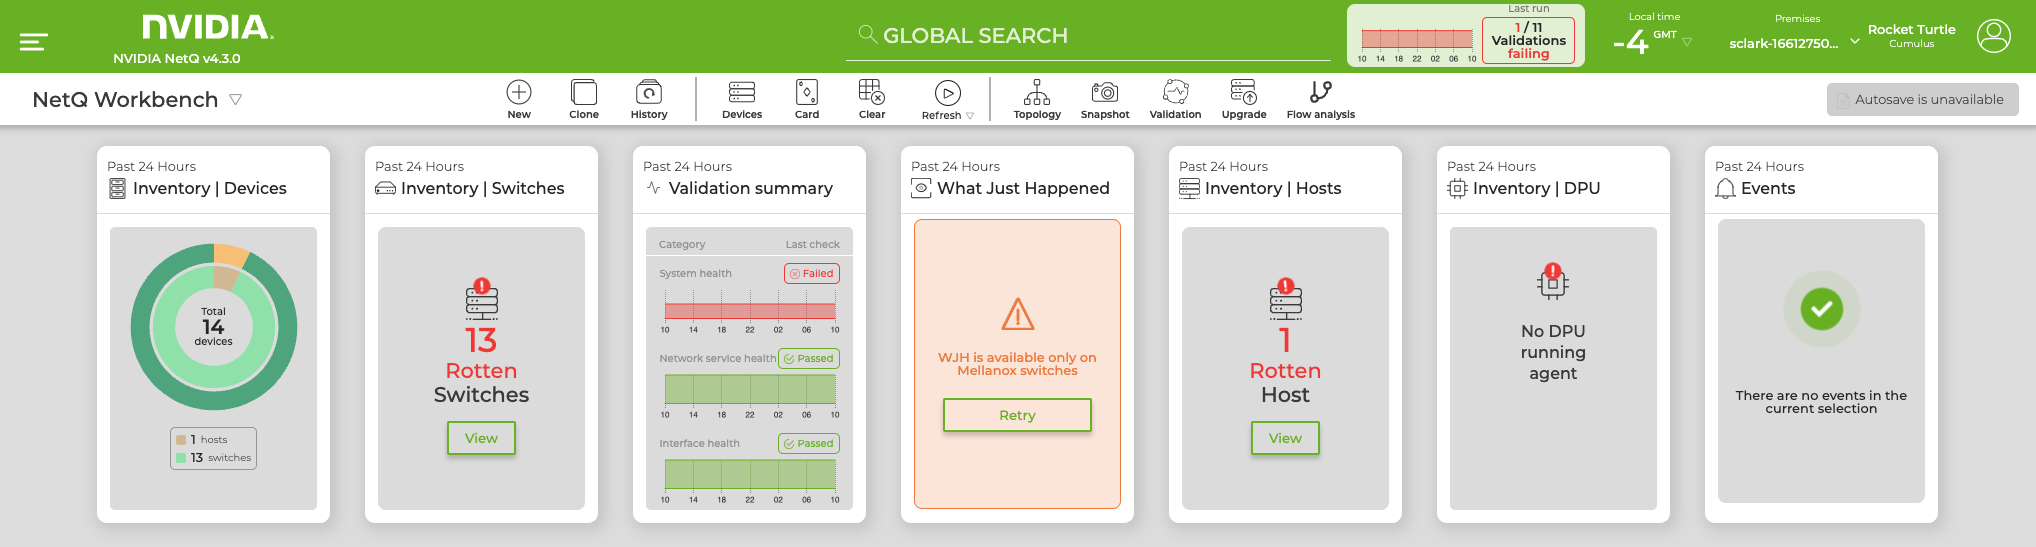 NVIDIA.
NVIDIA NetQ v4.3.0
GLOBAL SEARCH
Last run
10 14 18 22 02 06 10
1 / 11
Validations
failing
Local time
-4 GMT
Premises
sclark-16612750...
Rocket Turtle
Cumulus
NetQ Workbench
New
Clone
History
Devices
Card
Clear
Refresh
Topology
Snapshot
Validation
Upgrade
Flow analysis
Autosave is unavailable
Past 24 Hours
Inventory | Devices
Total
14
devices
1 hosts
13 switches
Past 24 Hours
Inventory | Switches
13
Rotten
Switches
View
Past 24 Hours
Validation summary
Category Last check
System health Failed
10 14 18 22 02 06 10
Network service health Passed
10 14 18 22 02 06 10
Interface health Passed
10 14 18 22 02 06 10
Past 24 Hours
What Just Happened
WJH is available only on
Mellanox switches
Retry
Past 24 Hours
Inventory | Hosts
1
Rotten
Host
View
Past 24 Hours
Inventory | DPU
No DPU
running
agent
Past 24 Hours
Events
There are no events in the
current selection